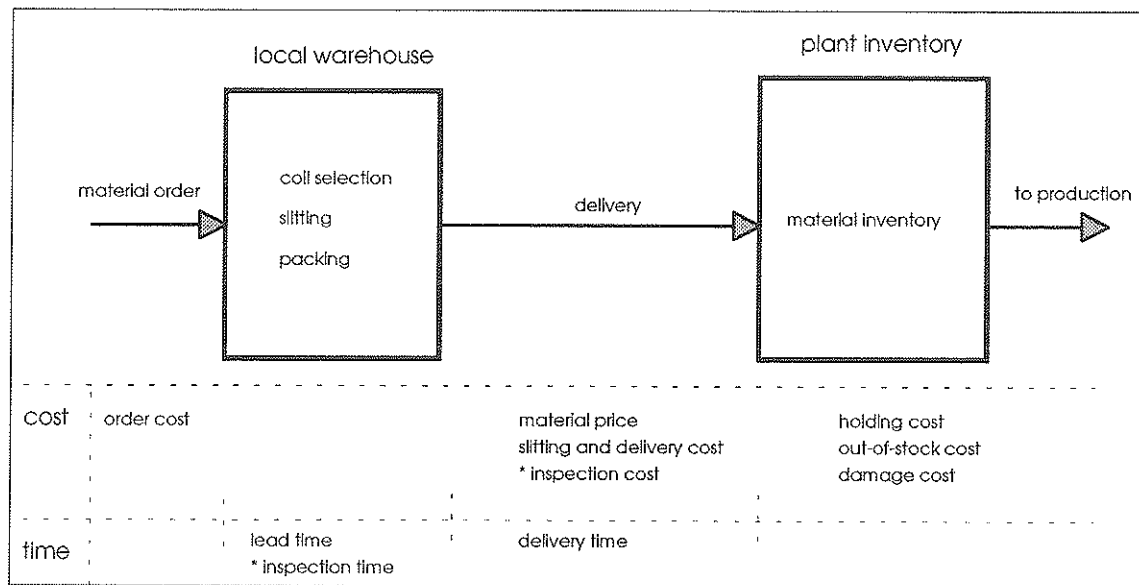 local warehouse
plant inventory
material order
coil selection
slitting
packing
delivery
material inventory
to production
cost
order cost
material price
slitting and delivery cost
* inspection cost
holding cost
out-of-stock cost
damage cost
time
lead time
* inspection time
delivery time